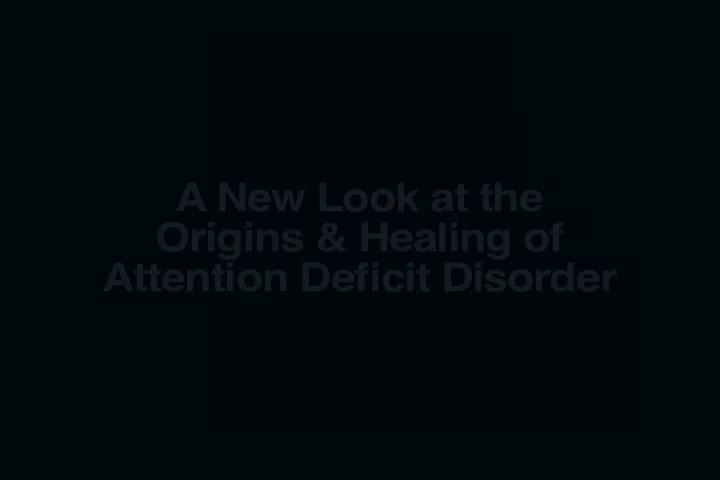 A New Look at the
Origins & Healing of
Attention Deficit Disorder